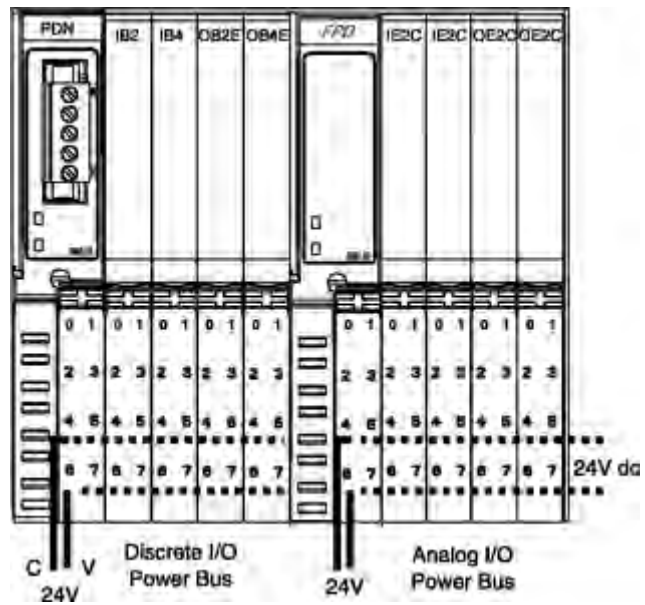 PDN IB2 IB4 OB2E OB4E FPD IE2C IE2C OE2C OE2C
0 1 0 1 0 1 0 1 0 1 0 1 0 1 0 1 0 1 0 1
2 3 2 3 2 3 2 3 2 3 2 3 2 3 2 3 2 3 2 3
4 5 4 5 4 5 4 5 4 5 4 5 4 5 4 5 4 5 4 5
6 7 6 7 6 7 6 7 6 7 6 7 6 7 6 7 6 7 6 7
24V dc
C V
24V
Discrete I/O
Power Bus
24V
Analog I/O
Power Bus